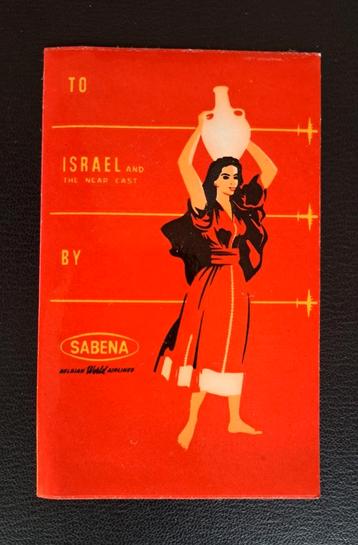 TO
ISRAEL AND
THE NEAR EAST
BY
SABENA
BELGIAN World AIRLINES